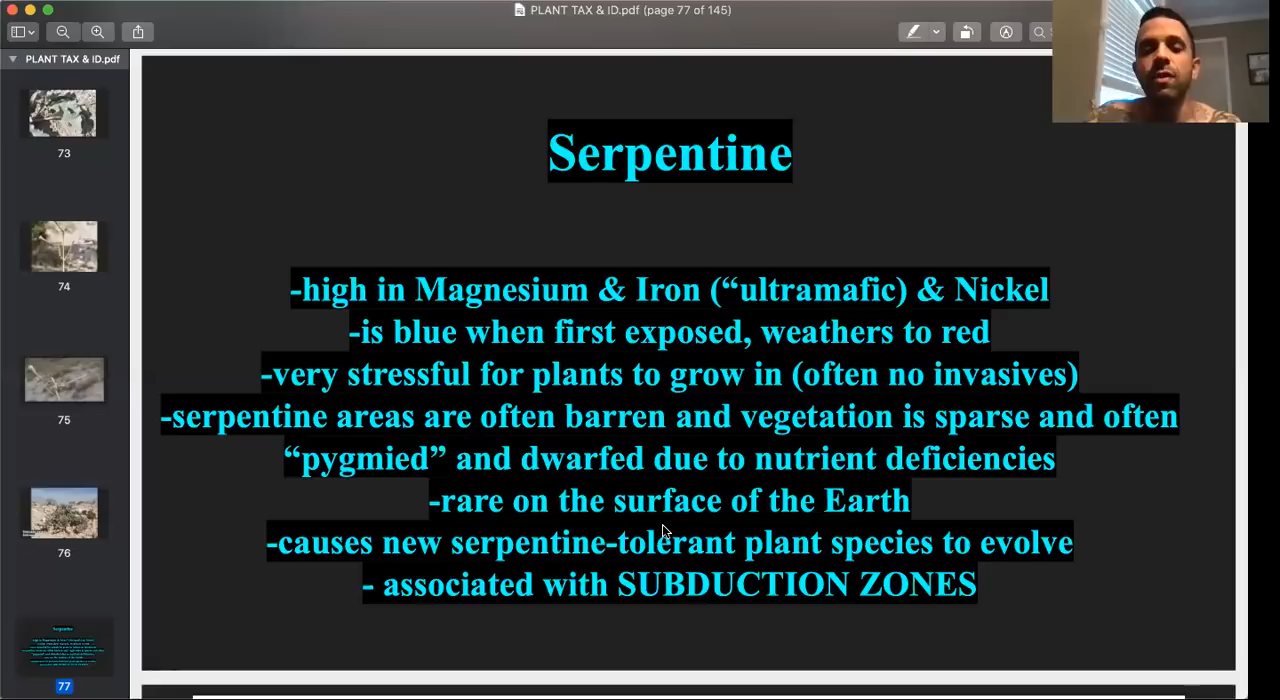 PLANT TAX & ID.pdf (page 77 of 145)
PLANT TAX & ID.pdf
73
74
75
76
77
Serpentine
-high in Magnesium & Iron (“ultramafic) & Nickel
-is blue when first exposed, weathers to red
-very stressful for plants to grow in (often no invasives)
-serpentine areas are often barren and vegetation is sparse and often
“pygmied” and dwarfed due to nutrient deficiencies
-rare on the surface of the Earth
-causes new serpentine-tolerant plant species to evolve
- associated with SUBDUCTION ZONES